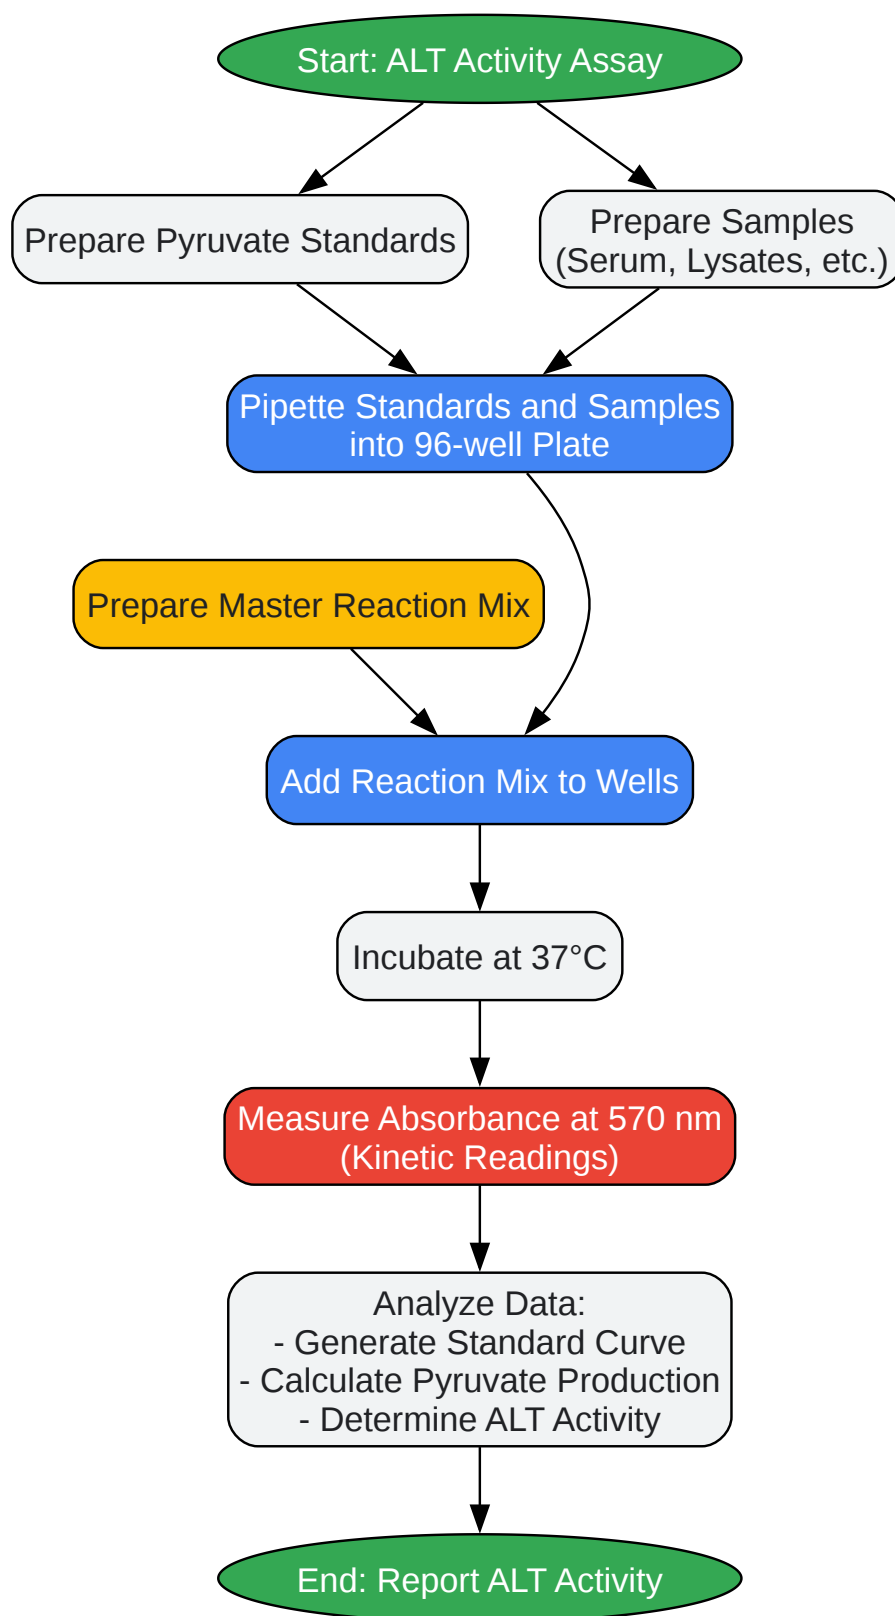 Start: ALT Activity Assay
Prepare Pyruvate Standards
Prepare Samples
(Serum, Lysates, etc.)
Pipette Standards and Samples
into 96-well Plate
Prepare Master Reaction Mix
Add Reaction Mix to Wells
Incubate at 37°C
Measure Absorbance at 570 nm
(Kinetic Readings)
Analyze Data:
- Generate Standard Curve
- Calculate Pyruvate Production
- Determine ALT Activity
End: Report ALT Activity